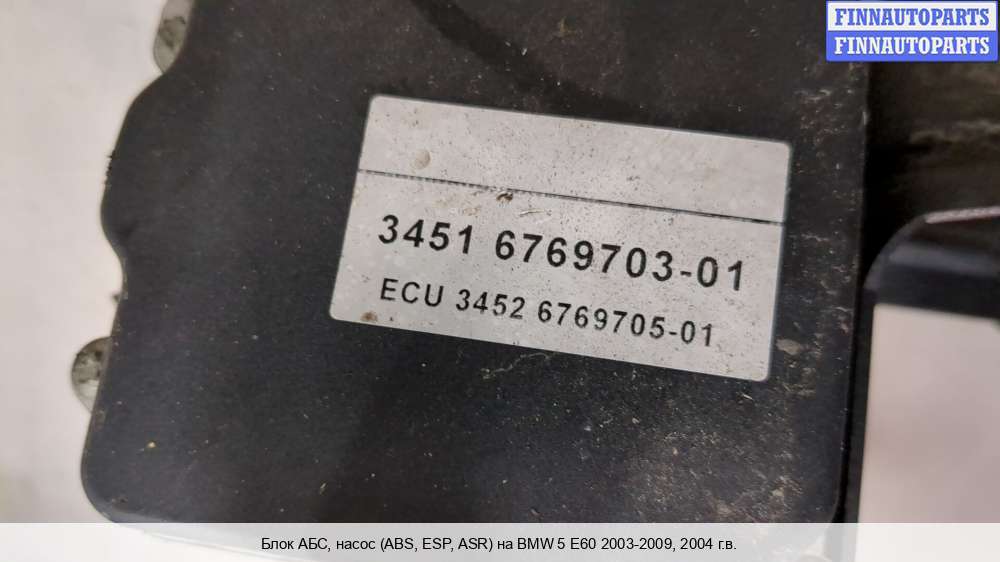 FINNAUTOPARTS
FINNAUTOPARTS
3451 6769703-01
ECU 3452 6769705-01
Блок АБС, насос (ABS, ESP, ASR) на BMW 5 E60 2003-2009, 2004 г.в.